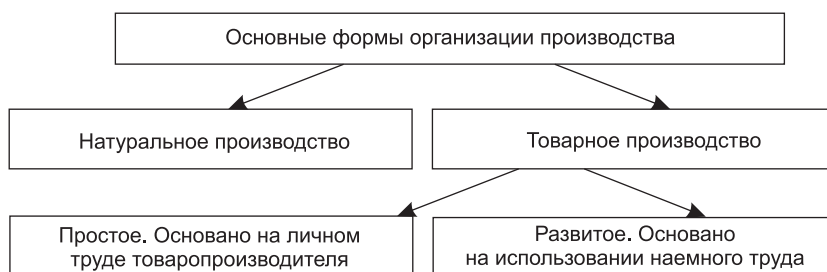 Основные формы организации производства
Натуральное производство
Товарное производство
Простое. Основано на личном
труде товаропроизводителя
Развитое. Основано
на использовании наемного труда